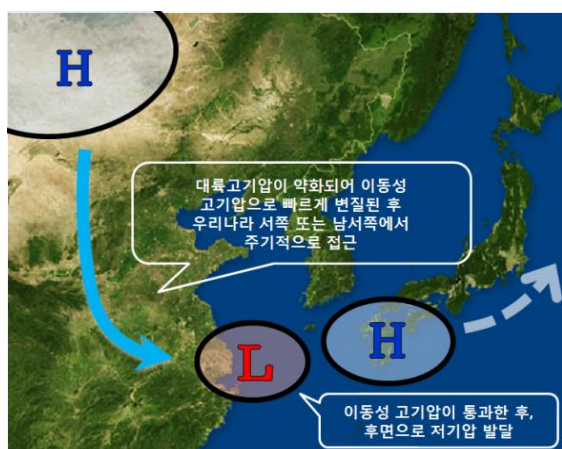 H
대륙고기압이 약화되어 이동성
고기압으로 빠르게 변질된 후
우리나라 서쪽 또는 남서쪽에서
주기적으로 접근
L
H
이동성 고기압이 통과한 후,
후면으로 저기압 발달